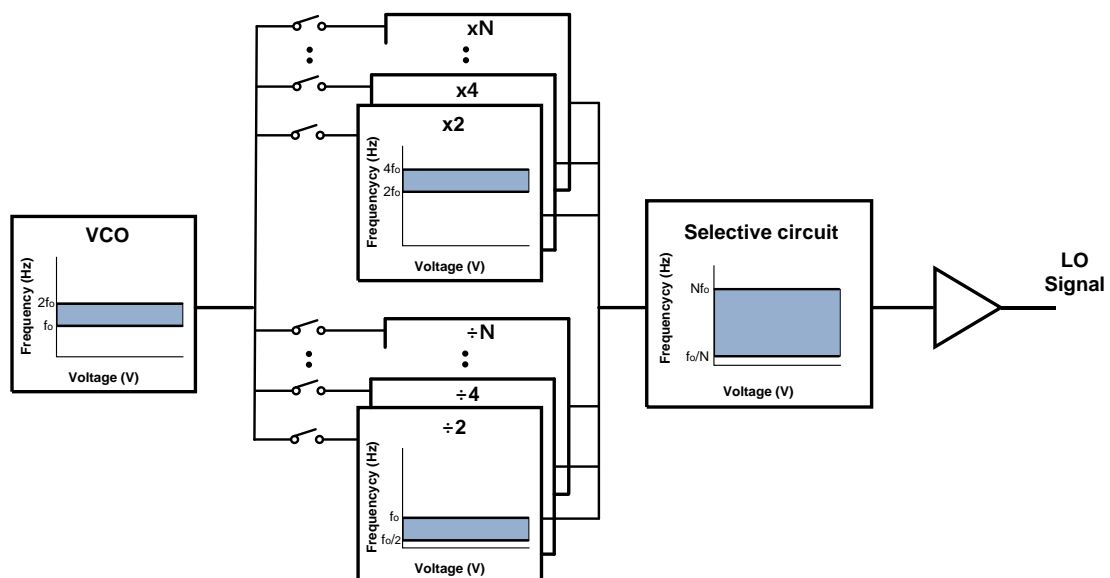 VCO
Frequency (Hz)
2fo
fo
Voltage (V)
xN
x4
x2
Frequencycy (Hz)
4fo
2fo
Voltage (V)
÷N
÷4
÷2
Frequencycy (Hz)
fo
fo/2
Voltage (V)
Selective circuit
Frequencycy (Hz)
Nfo
fo/N
Voltage (V)
LO
Signal